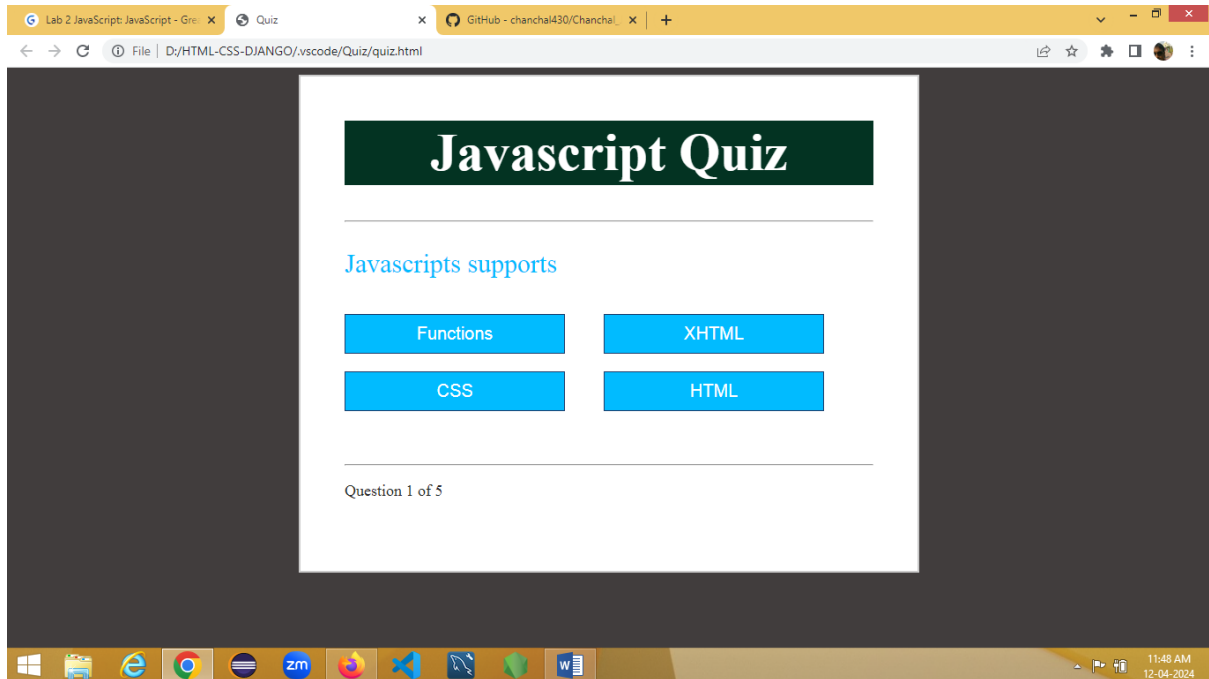 Lab 2 JavaScript: JavaScript - Gre
Quiz
GitHub - chanchal430/Chanchal_
File | D:/HTML-CSS-DJANGO/.vscode/Quiz/quiz.html
Javascript Quiz
Javascripts supports
Functions XHTML
CSS HTML
Question 1 of 5
zm
W
11:48 AM
12-04-2024